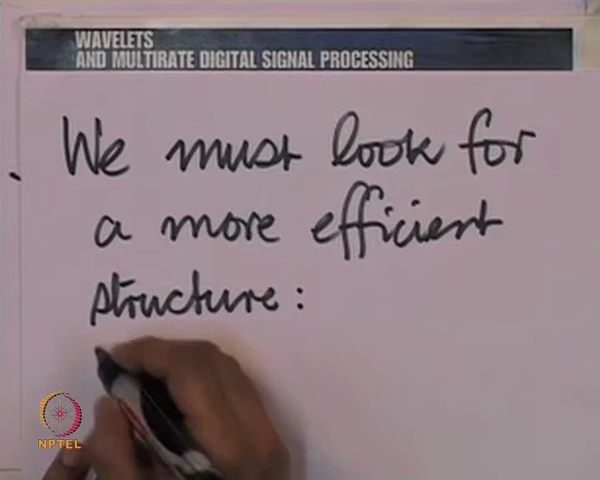 WAVELETS
AND MULTIRATE DIGITAL SIGNAL PROCESSING
We must look for
a more efficient
structure:
NPTEL